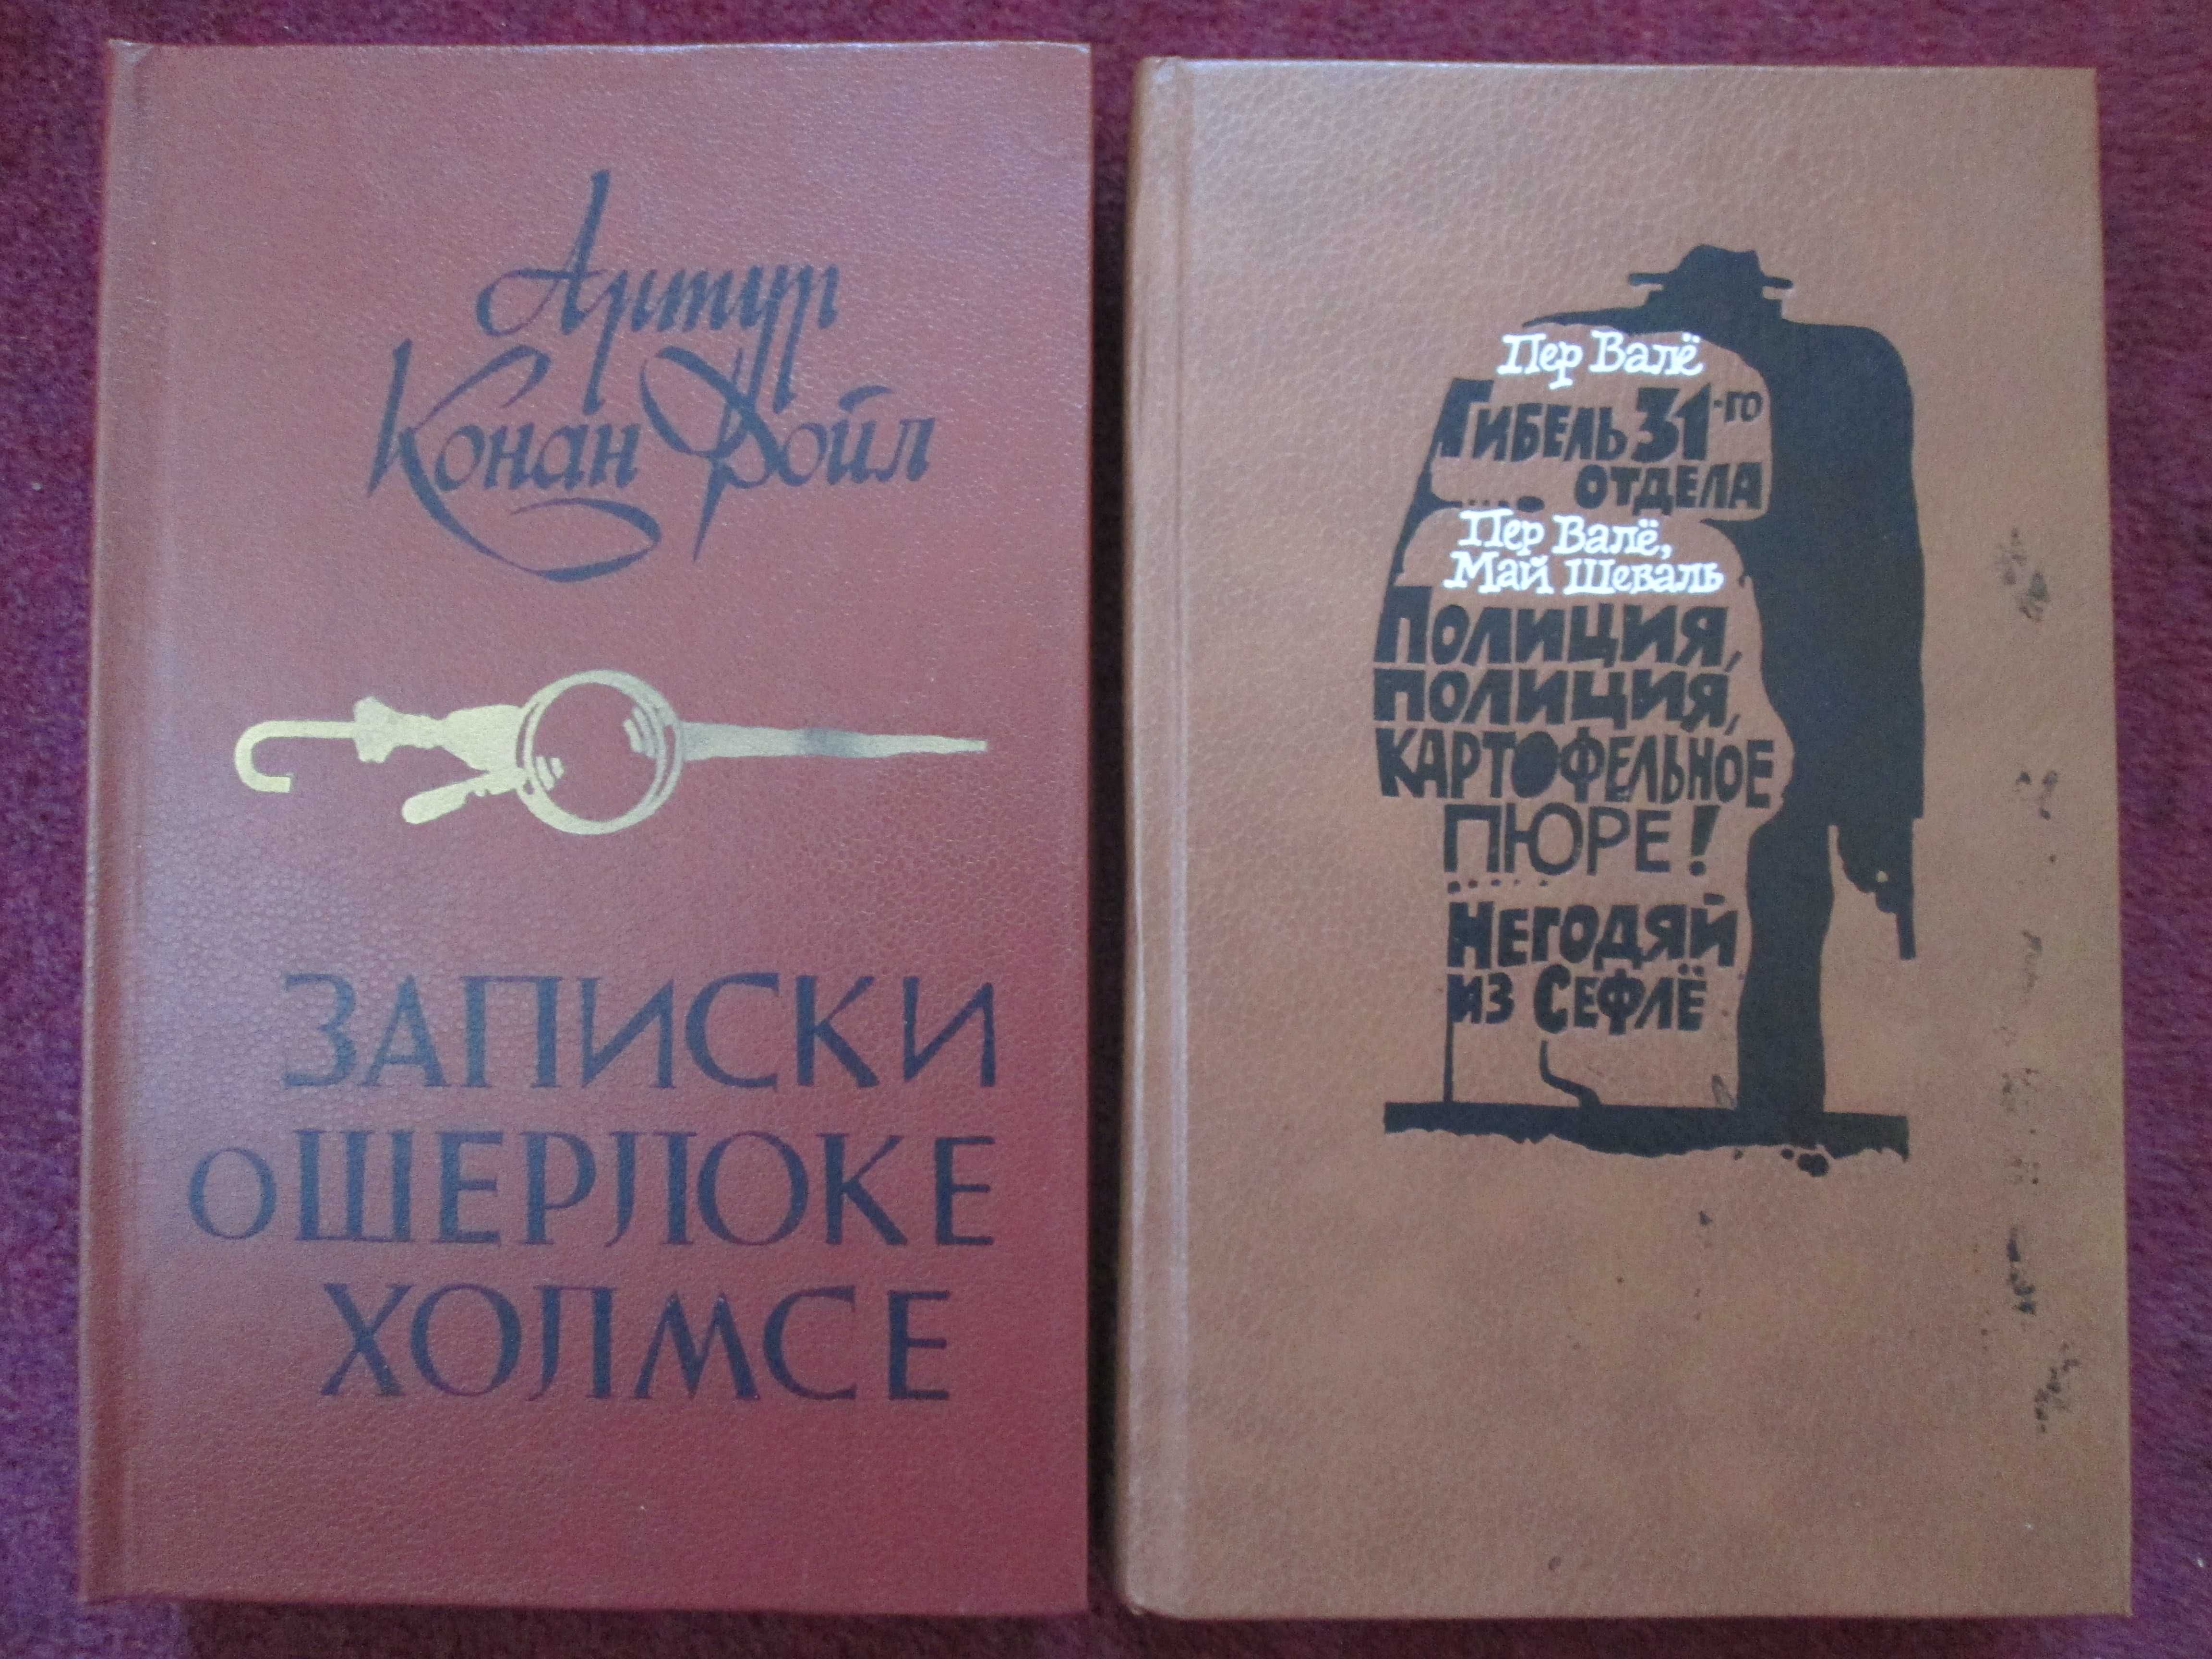 Артур
Конан Дойл
ЗАПИСКИ
о ШЕРЛОКЕ
ХОЛМСЕ
Пер Валё
Гибель 31-го
отдела
Пер Валё,
Май Шеваль
Полиция,
полиция,
картофельное
пюре!
Негодяй
из Сефлё